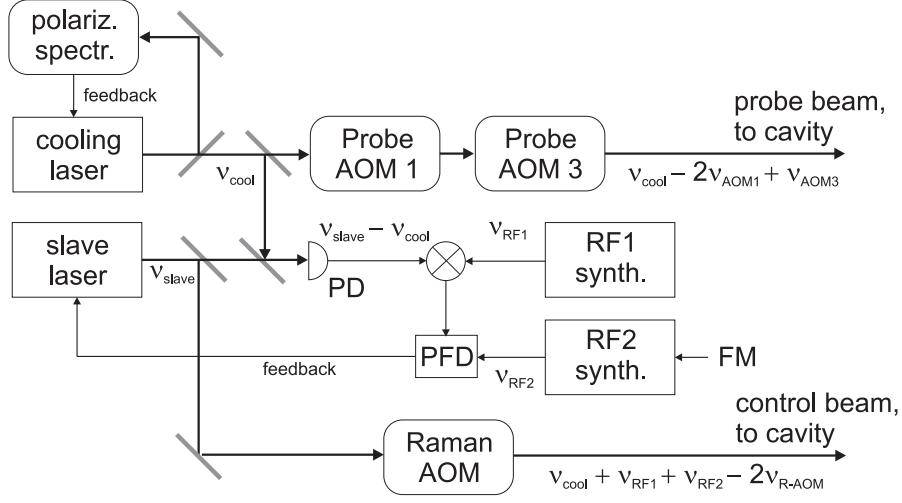 polariz.
spectr.
feedback
cooling
laser
ν_cool
Probe
AOM 1
Probe
AOM 3
probe beam,
to cavity
ν_cool − 2ν_AOM1 + ν_AOM3
slave
laser
ν_slave
ν_slave − ν_cool
PD
ν_RF1
RF1
synth.
PFD
feedback
ν_RF2
RF2
synth.
FM
control beam,
to cavity
Raman
AOM
ν_cool + ν_RF1 + ν_RF2 − 2ν_R-AOM